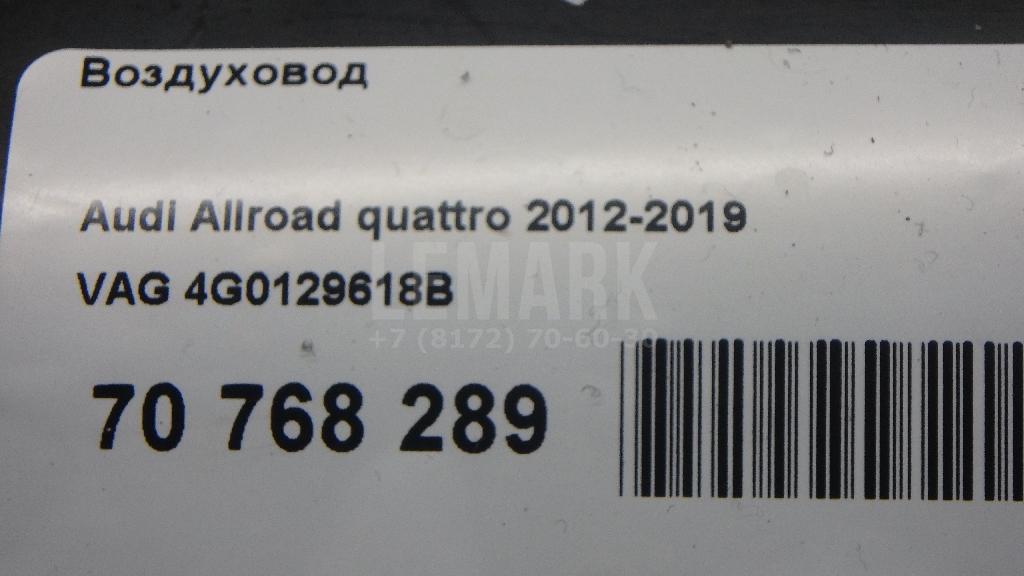 Воздуховод
Audi Allroad quattro 2012-2019
VAG 4G0129618B
LEMARK
+7 (8172) 70-60-30
70 768 289